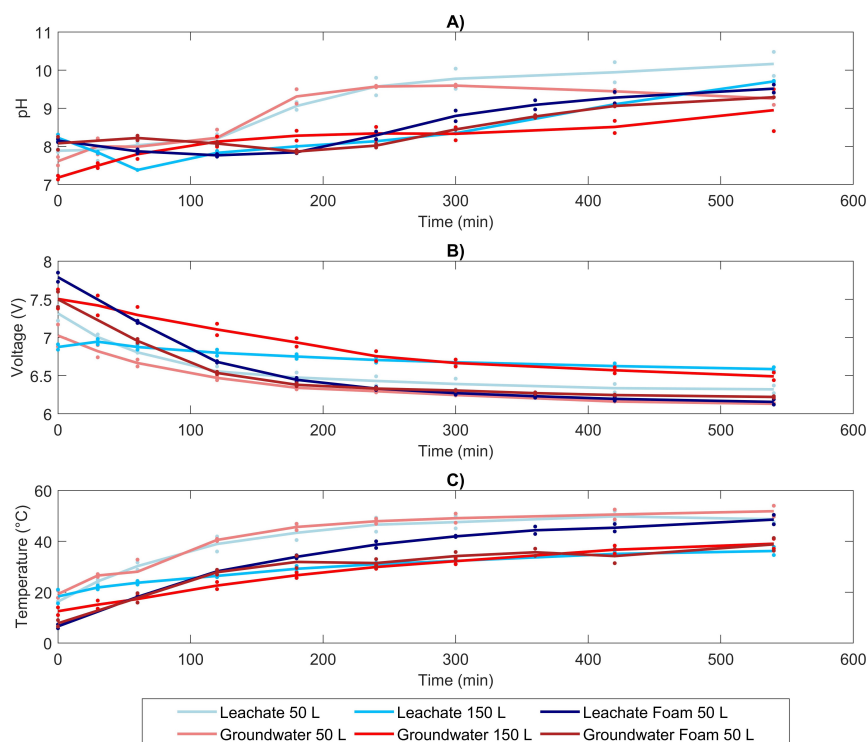 A)
11
10
9
8
7
pH
0 100 200 300 400 500 600
Time (min)
B)
8
7.5
7
6.5
6
Voltage (V)
0 100 200 300 400 500 600
Time (min)
C)
60
40
20
0
Temperature (°C)
0 100 200 300 400 500 600
Time (min)
Leachate 50 L Leachate 150 L Leachate Foam 50 L
Groundwater 50 L Groundwater 150 L Groundwater Foam 50 L